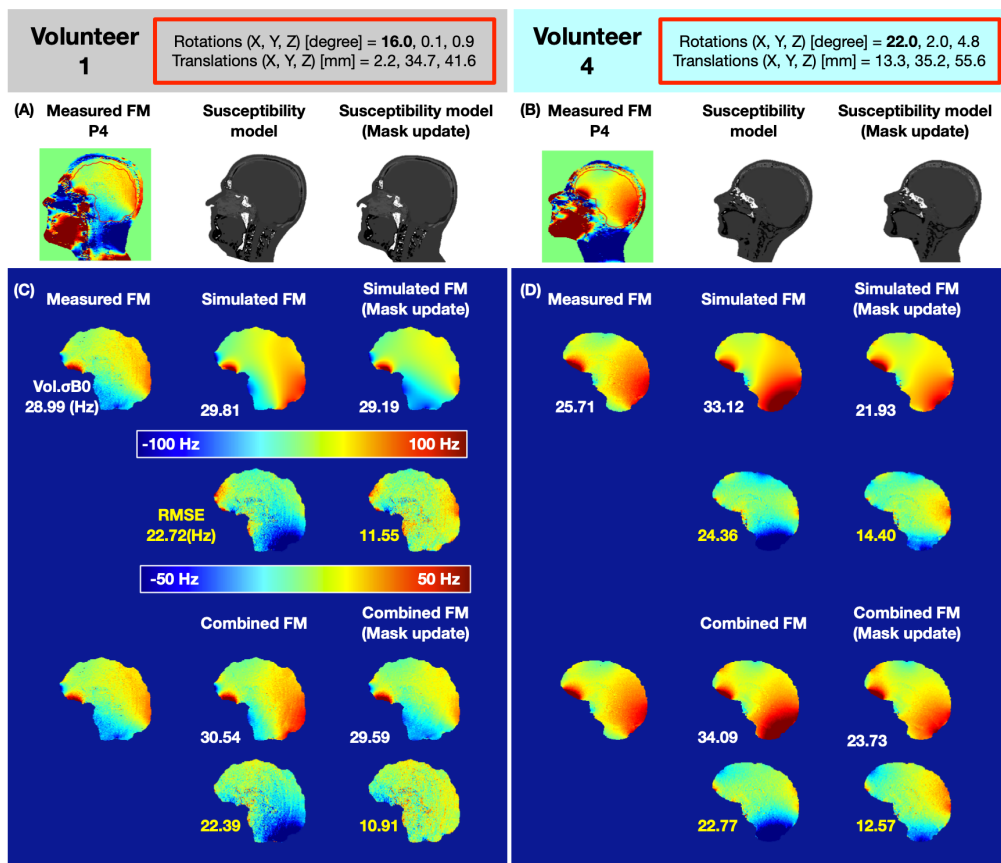 Volunteer
1
Rotations (X, Y, Z) [degree] = 16.0, 0.1, 0.9
Translations (X, Y, Z) [mm] = 2.2, 34.7, 41.6
Volunteer
4
Rotations (X, Y, Z) [degree] = 22.0, 2.0, 4.8
Translations (X, Y, Z) [mm] = 13.3, 35.2, 55.6
(A)
Measured FM
P4
Susceptibility
model
Susceptibility model
(Mask update)
(B)
Measured FM
P4
Susceptibility
model
Susceptibility model
(Mask update)
(C)
Measured FM
Simulated FM
Simulated FM
(Mask update)
Vol.σB0
28.99 (Hz)
29.81
29.19
-100 Hz
100 Hz
RMSE
22.72(Hz)
11.55
-50 Hz
50 Hz
Combined FM
Combined FM
(Mask update)
30.54
29.59
22.39
10.91
(D)
Measured FM
Simulated FM
Simulated FM
(Mask update)
25.71
33.12
21.93
24.36
14.40
Combined FM
Combined FM
(Mask update)
34.09
23.73
22.77
12.57